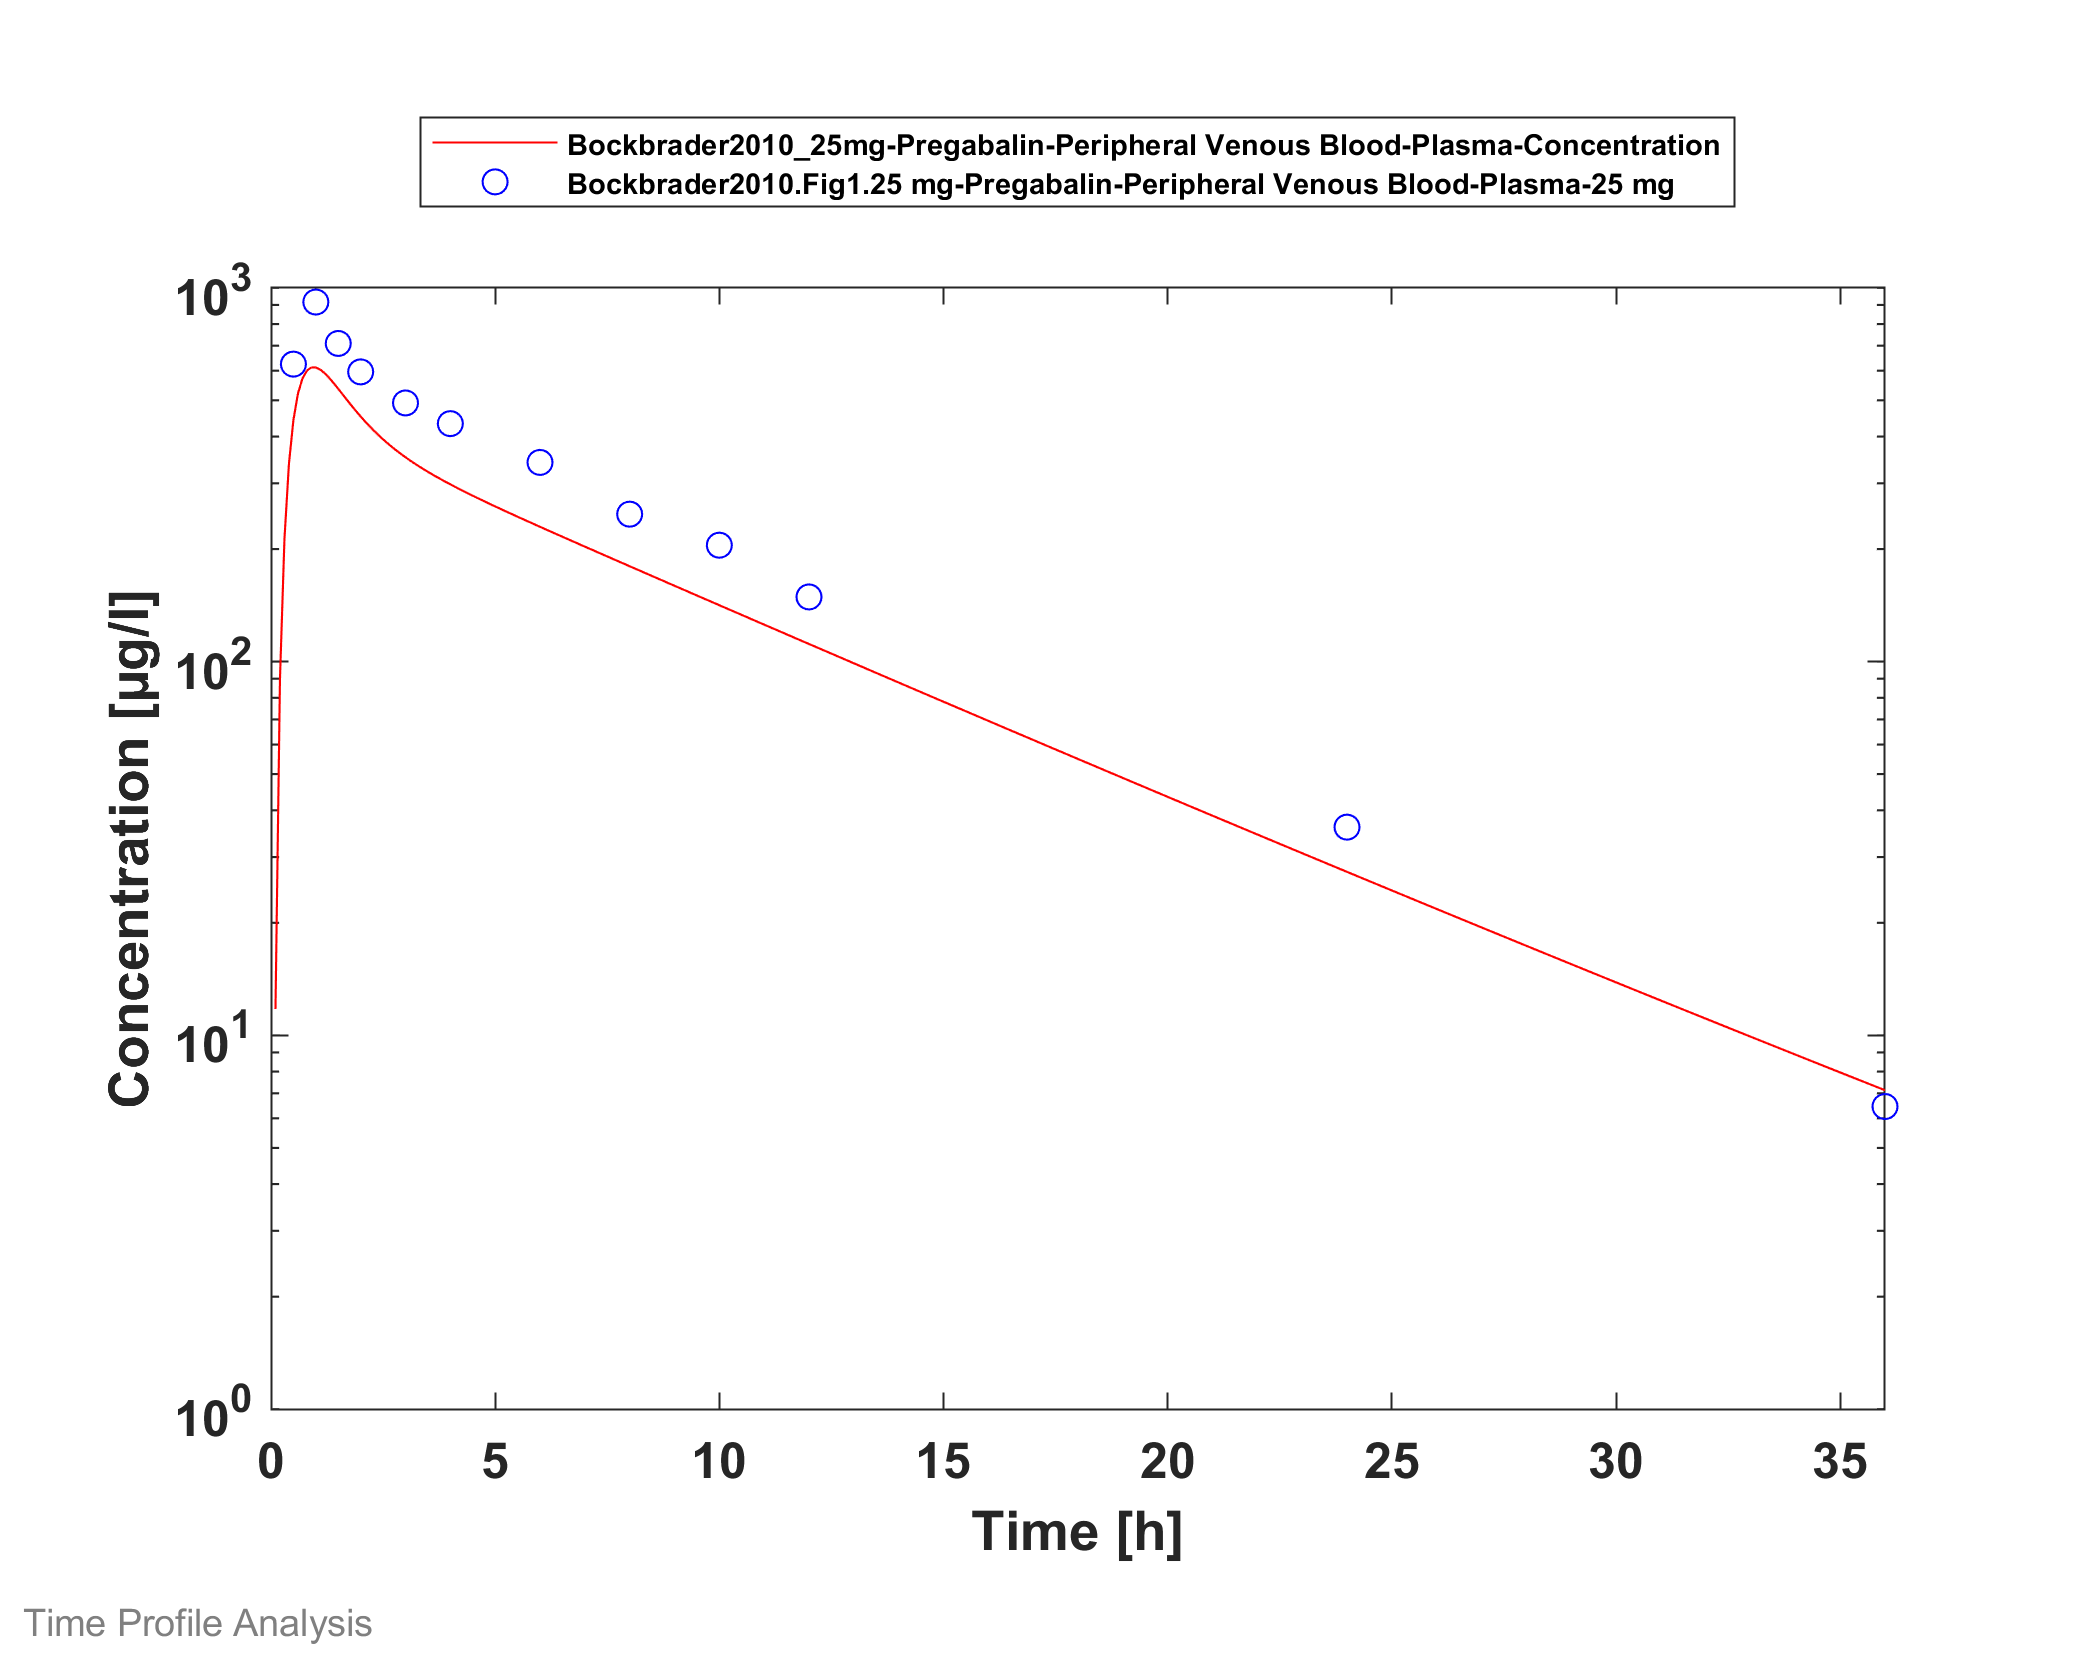 Bockbrader2010_25mg-Pregabalin-Peripheral Venous Blood-Plasma-Concentration
Bockbrader2010.Fig1.25 mg-Pregabalin-Peripheral Venous Blood-Plasma-25 mg
10³
10²
10¹
10⁰
Concentration [µg/l]
0 5 10 15 20 25 30 35
Time [h]
Time Profile Analysis